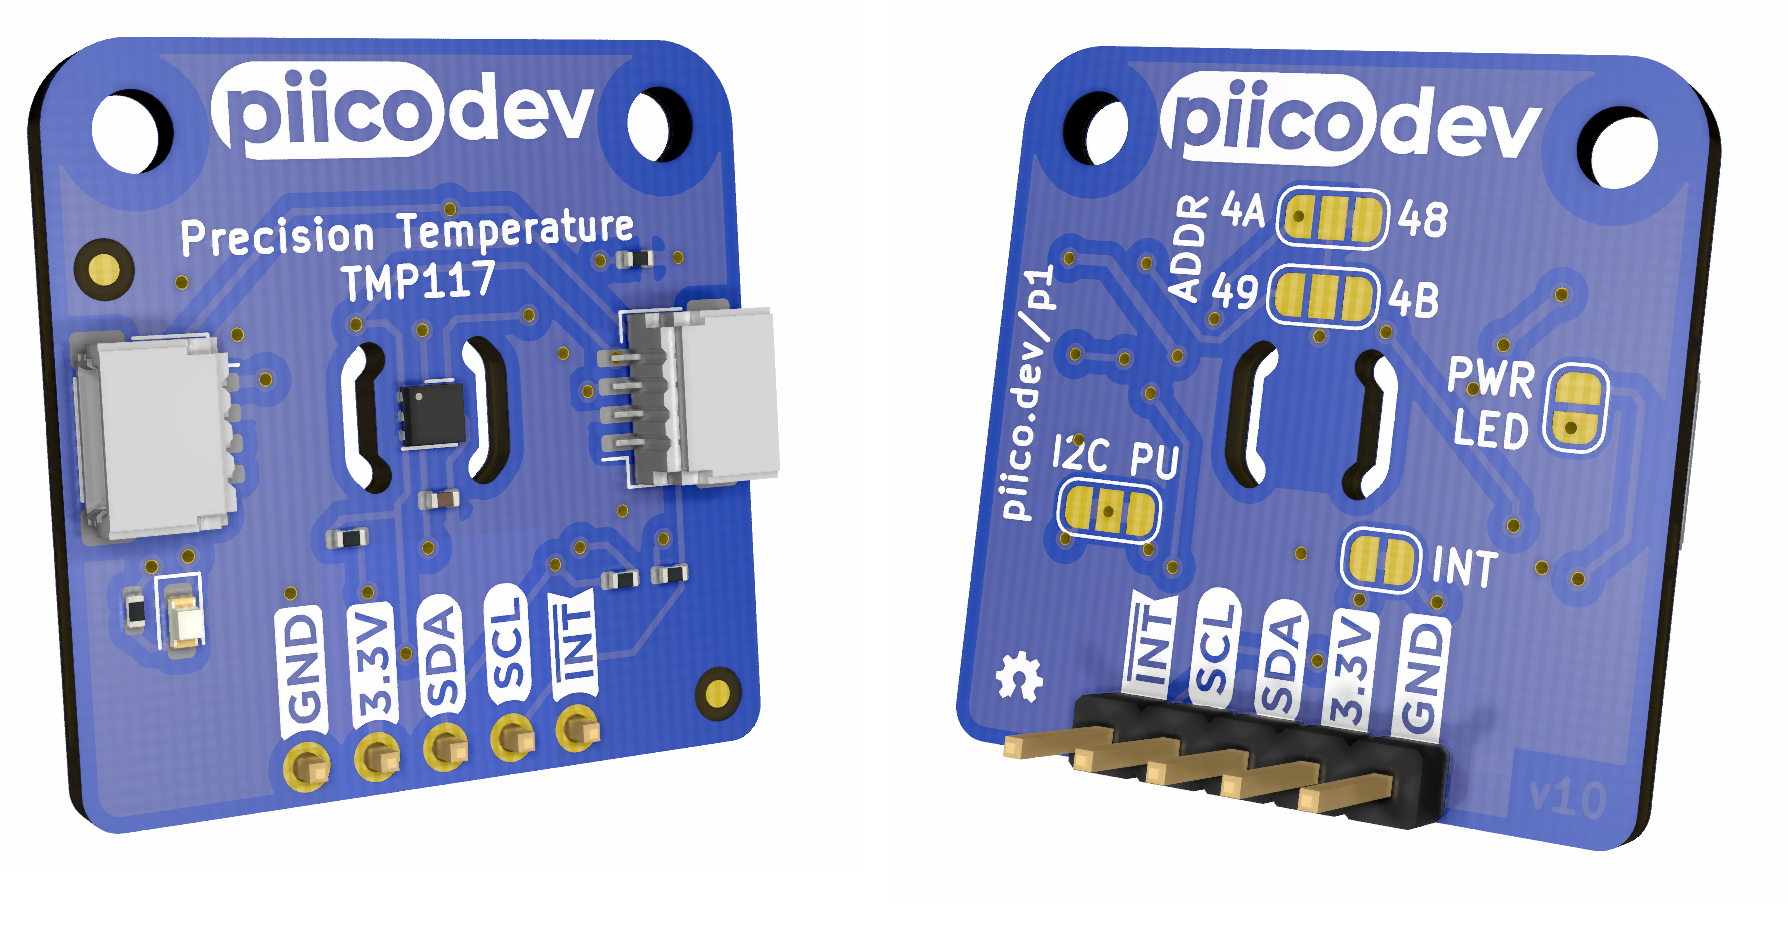 piicodev
Precision Temperature
TMP117
GND
3.3V
SDA
SCL
INT
piicodev
ADDR
4A
48
49
4B
piico.dev/p1
PWR
LED
I2C PU
INT
INT
SCL
SDA
3.3V
GND
v10